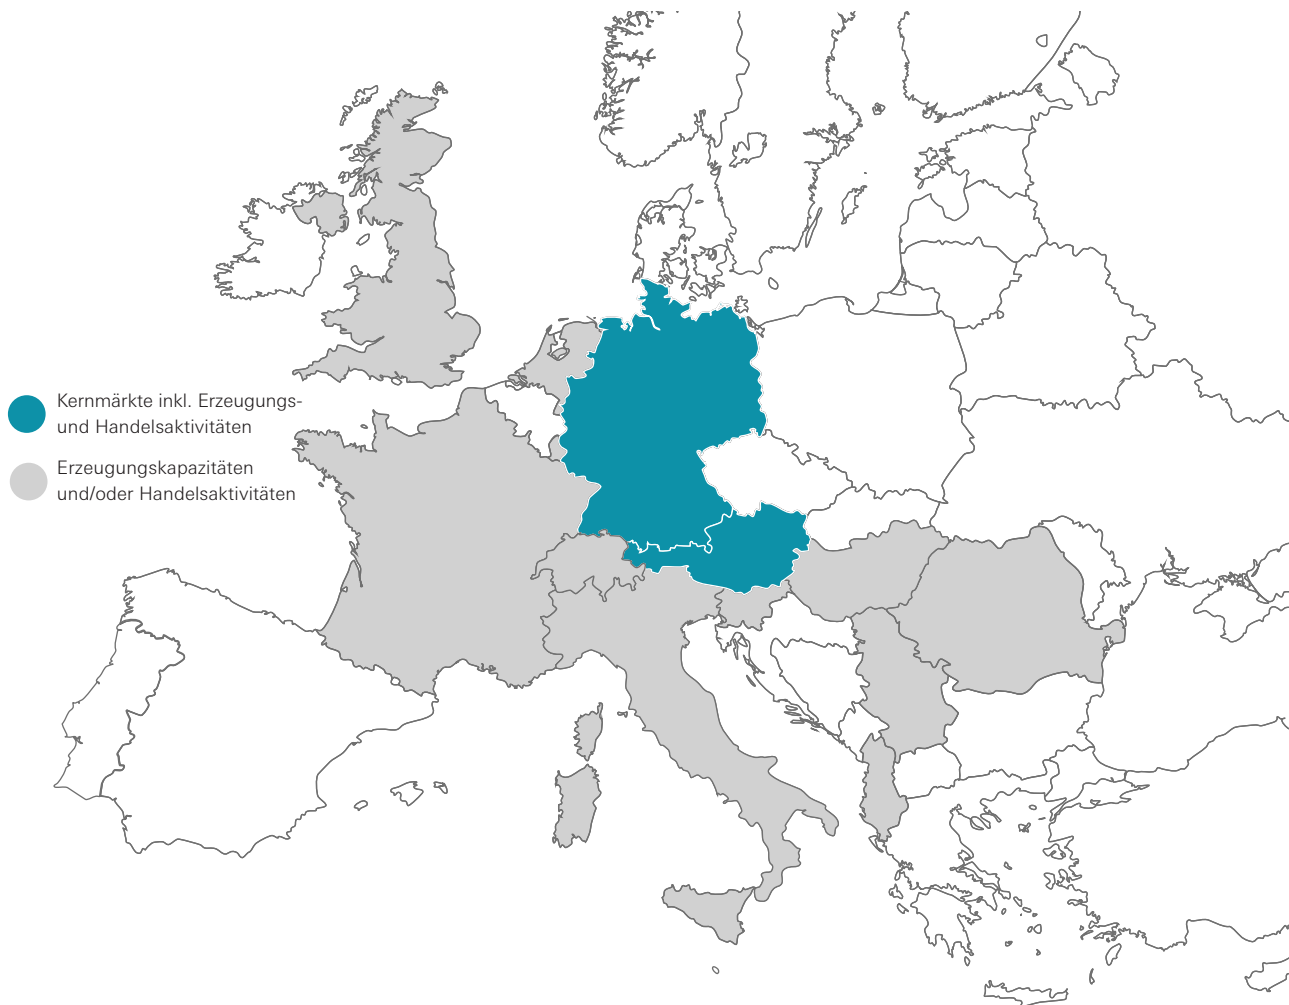 Kernmärkte inkl. Erzeugungs-
und Handelsaktivitäten
Erzeugungskapazitäten
und/oder Handelsaktivitäten